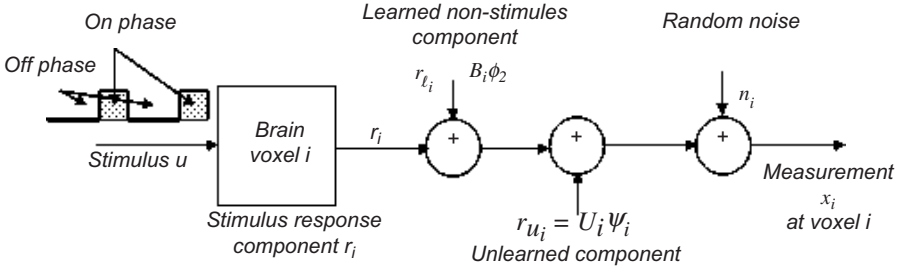 On phase
Off phase
Learned non-stimules
component
Random noise
r_{ℓ_i} B_iϕ_2
n_i
+
+
+
Brain
voxel i
r_i
Stimulus u
Measurement
x_i
at voxel i
Stimulus response
component r_i
r_{u_i} = U_iψ_i
Unlearned component